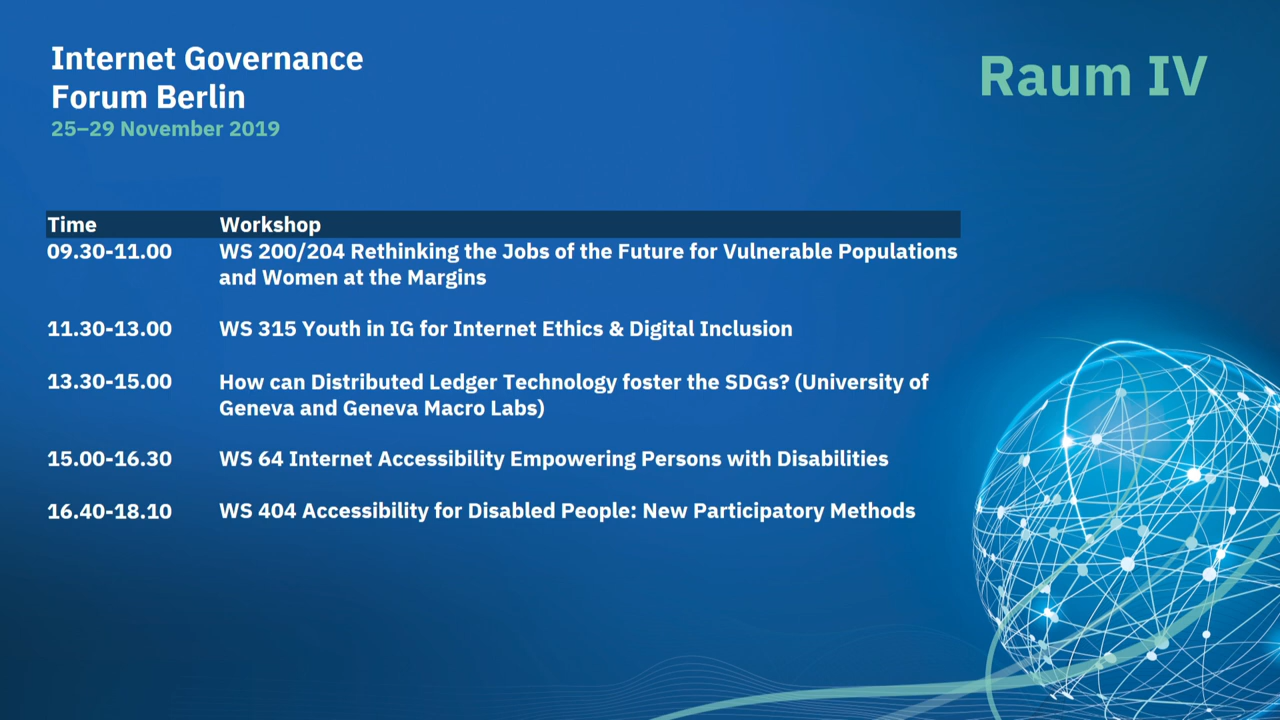 Internet Governance
Forum Berlin
25–29 November 2019
Raum IV
Time Workshop
09.30-11.00 WS 200/204 Rethinking the Jobs of the Future for Vulnerable Populations
and Women at the Margins
11.30-13.00 WS 315 Youth in IG for Internet Ethics & Digital Inclusion
13.30-15.00 How can Distributed Ledger Technology foster the SDGs? (University of
Geneva and Geneva Macro Labs)
15.00-16.30 WS 64 Internet Accessibility Empowering Persons with Disabilities
16.40-18.10 WS 404 Accessibility for Disabled People: New Participatory Methods